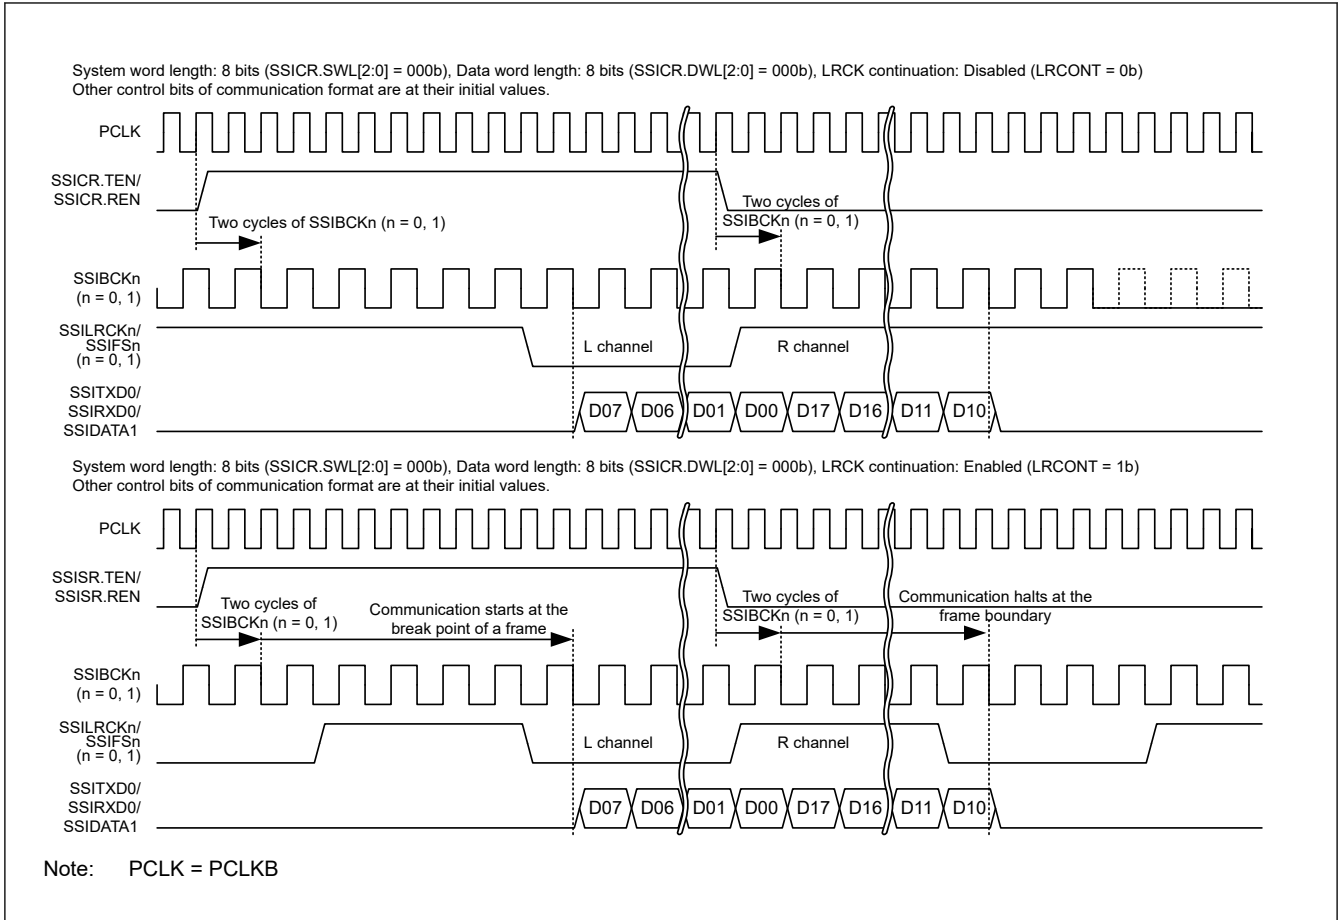 System word length: 8 bits (SSICR.SWL[2:0] = 000b), Data word length: 8 bits (SSICR.DWL[2:0] = 000b), LRCK continuation: Disabled (LRCONT = 0b)
Other control bits of communication format are at their initial values.
PCLK
SSICR.TEN/
SSICR.REN
Two cycles of SSIBCKn (n = 0, 1)
Two cycles of
SSIBCKn (n = 0, 1)
SSIBCKn
(n = 0, 1)
SSILRCKn/
SSIFSn
(n = 0, 1)
L channel
R channel
SSITXD0/
SSIRXD0/
SSIDATA1
D07 D06 D01 D00 D17 D16 D11 D10
System word length: 8 bits (SSICR.SWL[2:0] = 000b), Data word length: 8 bits (SSICR.DWL[2:0] = 000b), LRCK continuation: Enabled (LRCONT = 1b)
Other control bits of communication format are at their initial values.
PCLK
SSISR.TEN/
SSISR.REN
Two cycles of
SSIBCKn (n = 0, 1)
Communication starts at the
break point of a frame
Two cycles of
SSIBCKn (n = 0, 1)
Communication halts at the
frame boundary
SSIBCKn
(n = 0, 1)
SSILRCKn/
SSIFSn
(n = 0, 1)
L channel
R channel
SSITXD0/
SSIRXD0/
SSIDATA1
D07 D06 D01 D00 D17 D16 D11 D10
Note: PCLK = PCLKB